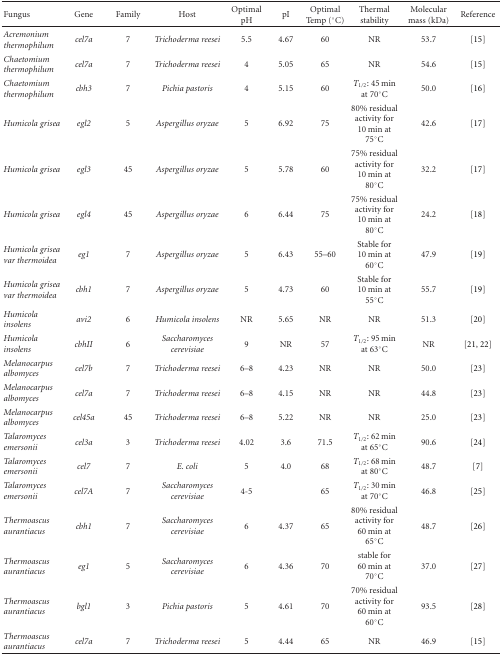 Fungus Gene Family Host Optimal pH pI Optimal Temp (°C) Thermal stability Molecular mass (kDa) Reference
Acremonium thermophilum cel7a 7 Trichoderma reesei 5.5 4.67 60 NR 53.7 [15]
Chaetomium thermophilum cel7a 7 Trichoderma reesei 4 5.05 65 NR 54.6 [15]
Chaetomium thermophilum cbh3 7 Pichia pastoris 4 5.15 60 T1/2: 45 min at 70°C 50.0 [16]
Humicola grisea egl2 5 Aspergillus oryzae 5 6.92 75 80% residual activity for 10 min at 75°C 42.6 [17]
Humicola grisea egl3 45 Aspergillus oryzae 5 5.78 60 75% residual activity for 10 min at 80°C 32.2 [17]
Humicola grisea egl4 45 Aspergillus oryzae 6 6.44 75 75% residual activity for 10 min at 80°C 24.2 [18]
Humicola grisea var thermoidea eg1 7 Aspergillus oryzae 5 6.43 55–60 Stable for 10 min at 60°C 47.9 [19]
Humicola grisea var thermoidea cbh1 7 Aspergillus oryzae 5 4.73 60 Stable for 10 min at 55°C 55.7 [19]
Humicola insolens avi2 6 Humicola insolens NR 5.65 NR NR 51.3 [20]
Humicola insolens cbhII 6 Saccharomyces cerevisiae 9 NR 57 T1/2: 95 min at 63°C NR [21, 22]
Melanocarpus albomyces cel7b 7 Trichoderma reesei 6–8 4.23 NR NR 50.0 [23]
Melanocarpus albomyces cel7a 7 Trichoderma reesei 6–8 4.15 NR NR 44.8 [23]
Melanocarpus albomyces cel45a 45 Trichoderma reesei 6–8 5.22 NR NR 25.0 [23]
Talaromyces emersonii cel3a 3 Trichoderma reesei 4.02 3.6 71.5 T1/2: 62 min at 65°C 90.6 [24]
Talaromyces emersonii cel7 7 E. coli 5 4.0 68 T1/2: 68 min at 80°C 48.7 [7]
Talaromyces emersonii cel7A 7 Saccharomyces cerevisiae 4-5 65 T1/2: 30 min at 70°C 46.8 [25]
Thermoascus aurantiacus cbh1 7 Saccharomyces cerevisiae 6 4.37 65 80% residual activity for 60 min at 65°C 48.7 [26]
Thermoascus aurantiacus eg1 5 Saccharomyces cerevisiae 6 4.36 70 stable for 60 min at 70°C 37.0 [27]
Thermoascus aurantiacus bgl1 3 Pichia pastoris 5 4.61 70 70% residual activity for 60 min at 60°C 93.5 [28]
Thermoascus aurantiacus cel7a 7 Trichoderma reesei 5 4.44 65 NR 46.9 [15]